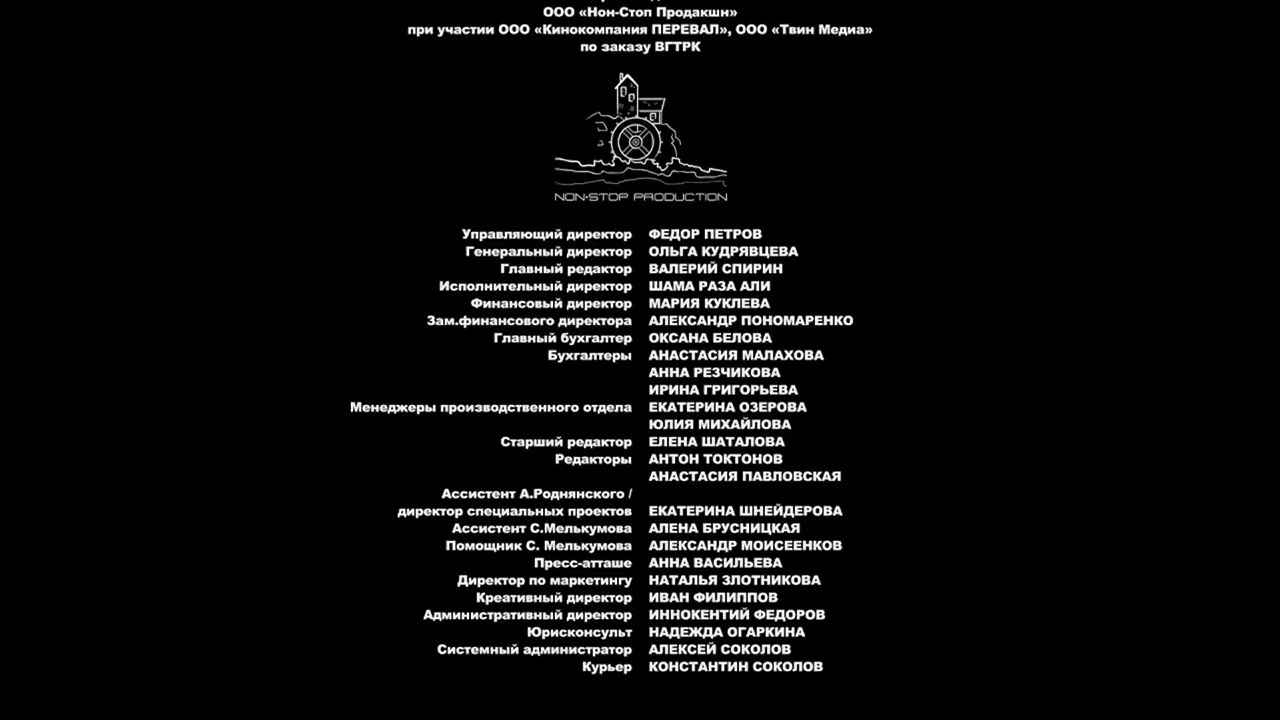 ООО «Нон-Стоп Продакшн»
при участии ООО «Кинокомпания ПЕРЕВАЛ», ООО «Твин Медиа»
по заказу ВГТРК
NON·STOP PRODUCTION
Управляющий директор ФЕДОР ПЕТРОВ
Генеральный директор ОЛЬГА КУДРЯВЦЕВА
Главный редактор ВАЛЕРИЙ СПИРИН
Исполнительный директор ШАМА РАЗА АЛИ
Финансовый директор МАРИЯ КУКЛЕВА
Зам.финансового директора АЛЕКСАНДР ПОНОМАРЕНКО
Главный бухгалтер ОКСАНА БЕЛОВА
Бухгалтеры АНАСТАСИЯ МАЛАХОВА
АННА РЕЗЧИКОВА
ИРИНА ГРИГОРЬЕВА
Менеджеры производственного отдела ЕКАТЕРИНА ОЗЕРОВА
ЮЛИЯ МИХАЙЛОВА
Старший редактор ЕЛЕНА ШАТАЛОВА
Редакторы АНТОН ТОКТОНОВ
АНАСТАСИЯ ПАВЛОВСКАЯ
Ассистент А.Роднянского /
директор специальных проектов ЕКАТЕРИНА ШНЕЙДЕРОВА
Ассистент С.Мелькумова АЛЕНА БРУСНИЦКАЯ
Помощник С. Мелькумова АЛЕКСАНДР МОИСЕЕНКОВ
Пресс-атташе АННА ВАСИЛЬЕВА
Директор по маркетингу НАТАЛЬЯ ЗЛОТНИКОВА
Креативный директор ИВАН ФИЛИППОВ
Административный директор ИННОКЕНТИЙ ФЕДОРОВ
Юрисконсульт НАДЕЖДА ОГАРКИНА
Системный администратор АЛЕКСЕЙ СОКОЛОВ
Курьер КОНСТАНТИН СОКОЛОВ